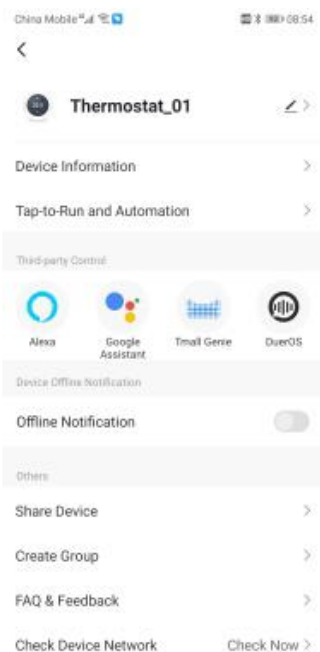 China Mobile 08:54
Thermostat_01
Device Information
Tap-to-Run and Automation
Third-party Control
Alexa
Google
Assistant
Tmall Genie
DuerOS
Device Offline Notification
Offline Notification
Others
Share Device
Create Group
FAQ & Feedback
Check Device Network Check Now